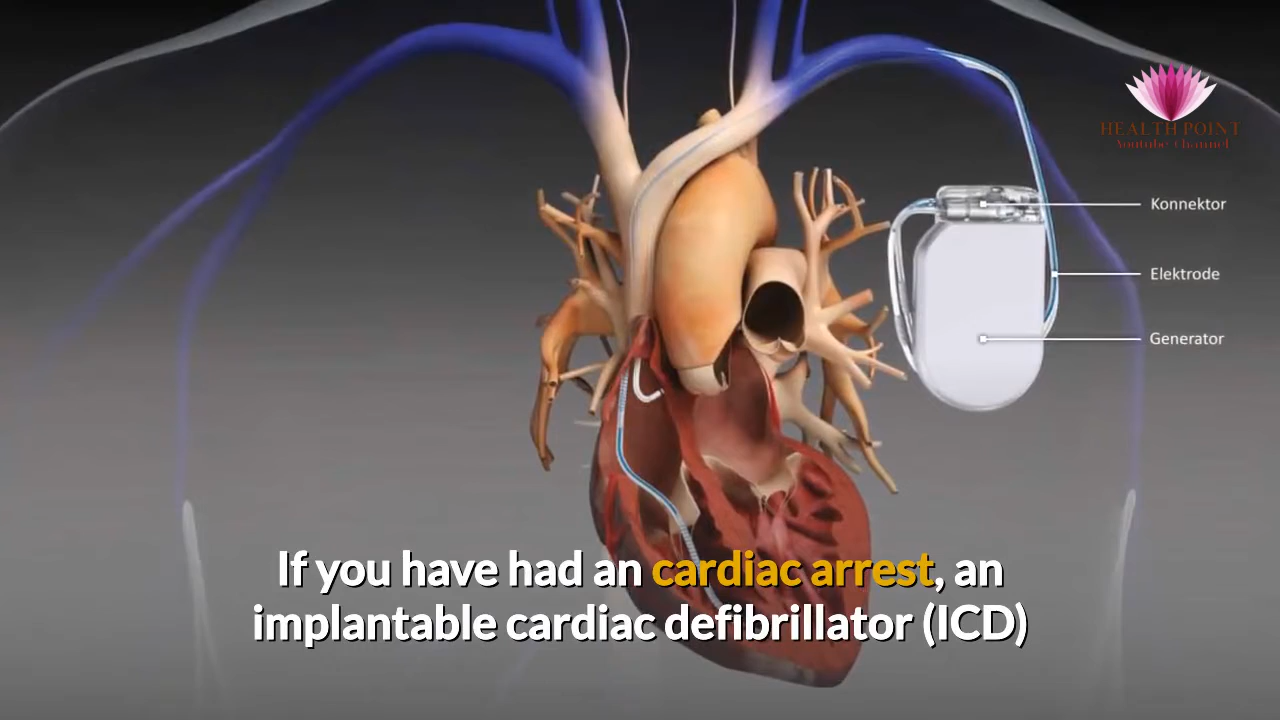 HEALTH POINT
Youtube Channel
Konnektor
Elektrode
Generator
If you have had an cardiac arrest, an
implantable cardiac defibrillator (ICD)